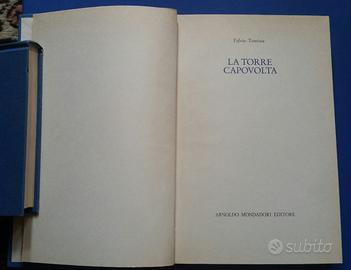 Fulvio Tomizza
LA TORRE
CAPOVOLTA
ARNOLDO MONDADORI EDITORE
subito